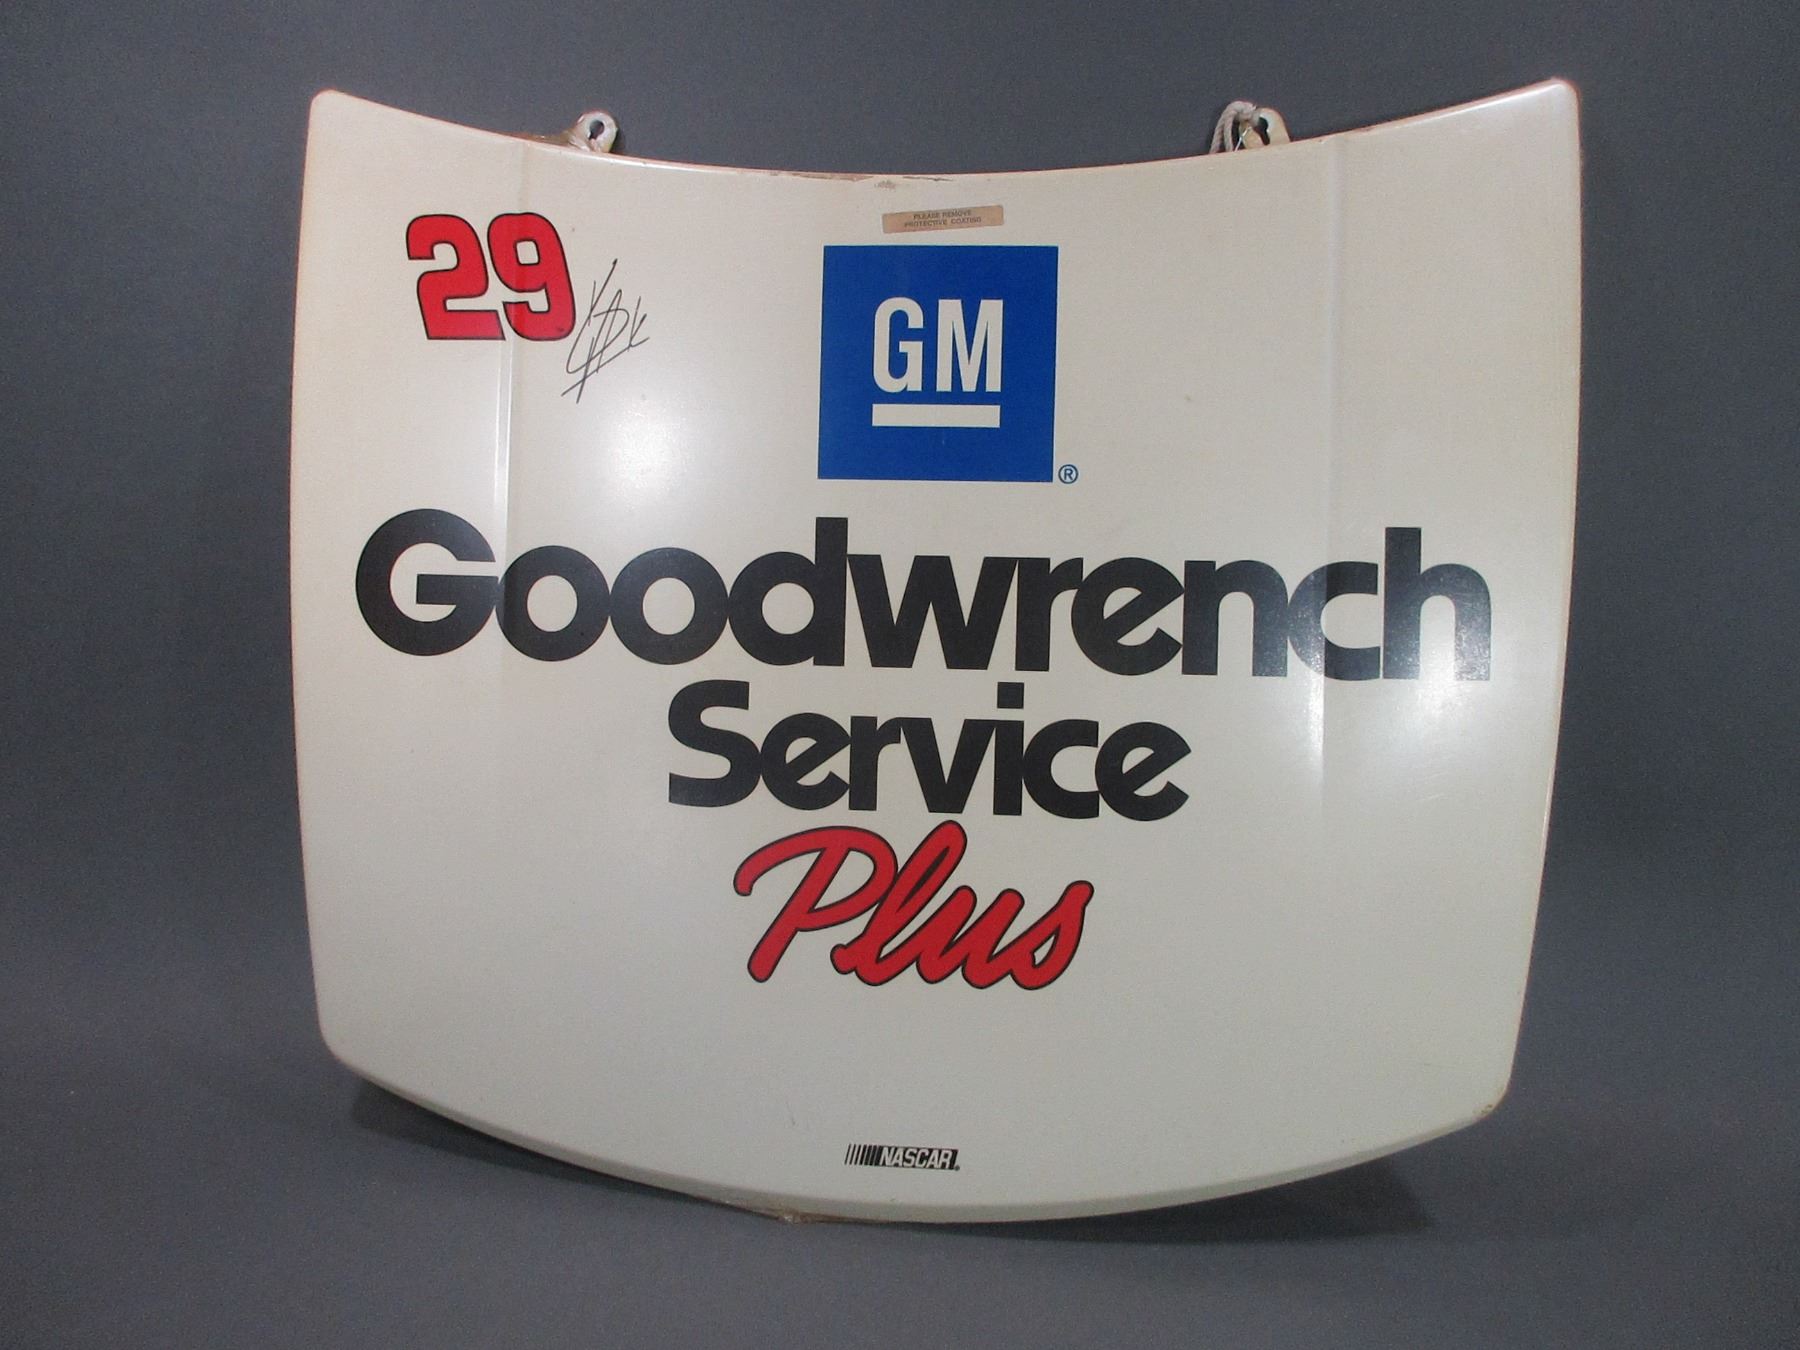 PLEASE REMOVE
PROTECTIVE COATING
29
GM
®
Goodwrench
Service
Plus
NASCAR